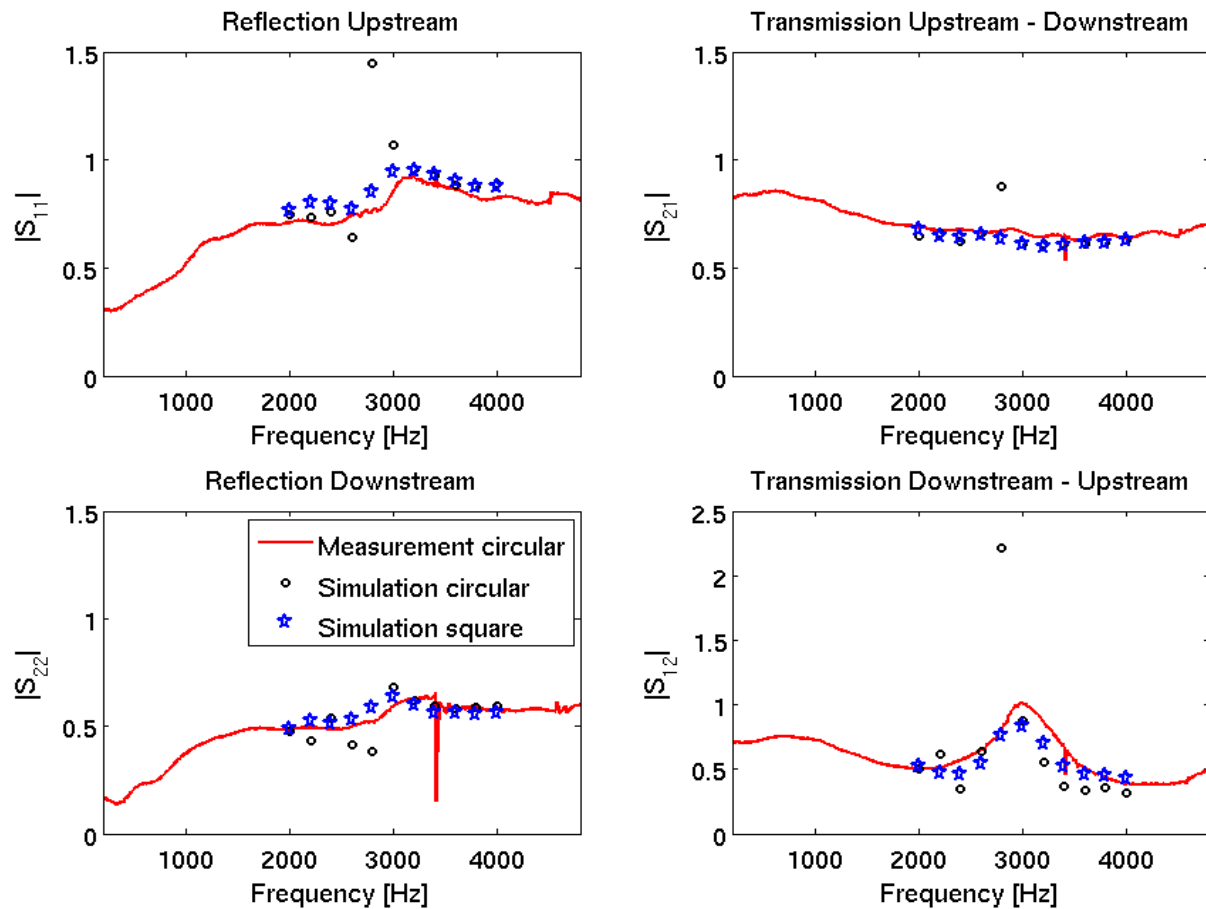 Reflection Upstream
1.5
1
0.5
0
|S11|
1000 2000 3000 4000
Frequency [Hz]
Transmission Upstream - Downstream
1.5
1
0.5
0
|S21|
1000 2000 3000 4000
Frequency [Hz]
Reflection Downstream
1.5
1
0.5
0
|S22|
Measurement circular
Simulation circular
Simulation square
1000 2000 3000 4000
Frequency [Hz]
Transmission Downstream - Upstream
2.5
2
1.5
1
0.5
0
|S12|
1000 2000 3000 4000
Frequency [Hz]